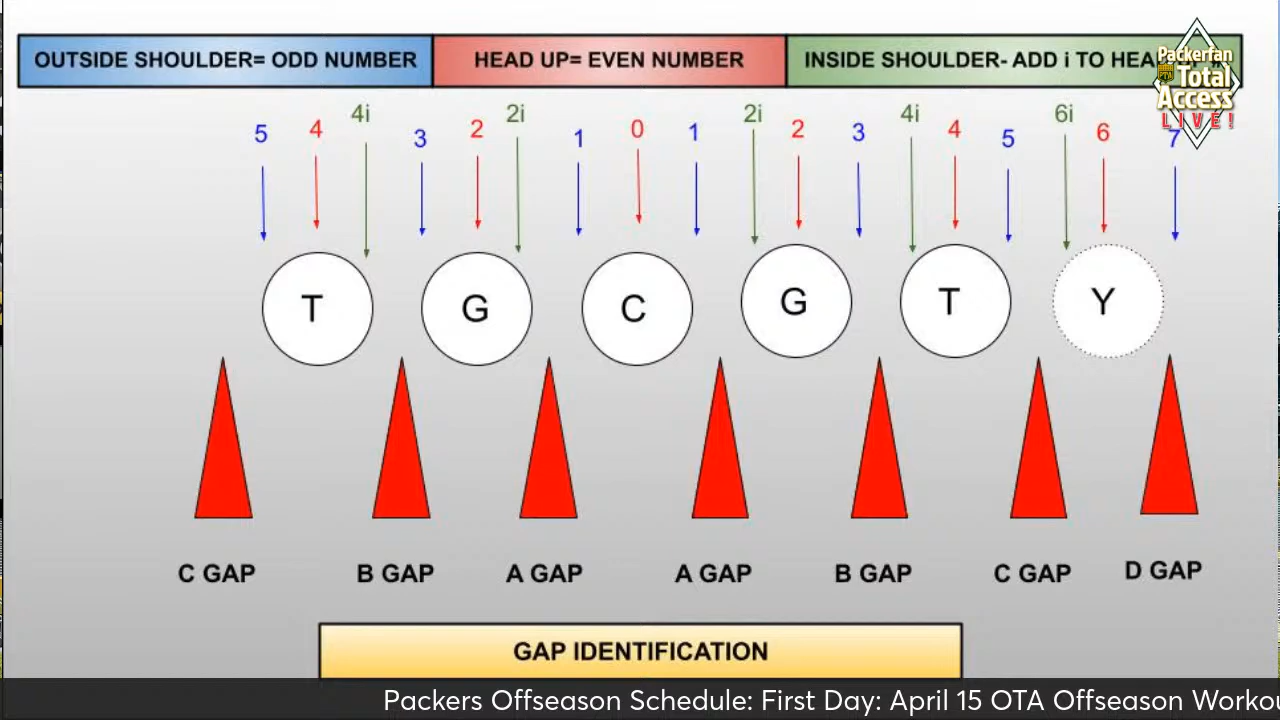 OUTSIDE SHOULDER= ODD NUMBER
HEAD UP= EVEN NUMBER
INSIDE SHOULDER- ADD i TO
Packerfan
PTA
Total
Access
LIVE!
5 4 4i 3 2 2i 1 0 1 2i 2 3 4i 4 5 6i 6 7
T G C G T Y
C GAP B GAP A GAP A GAP B GAP C GAP D GAP
GAP IDENTIFICATION
Packers Offseason Schedule: First Day: April 15 OTA Offseason